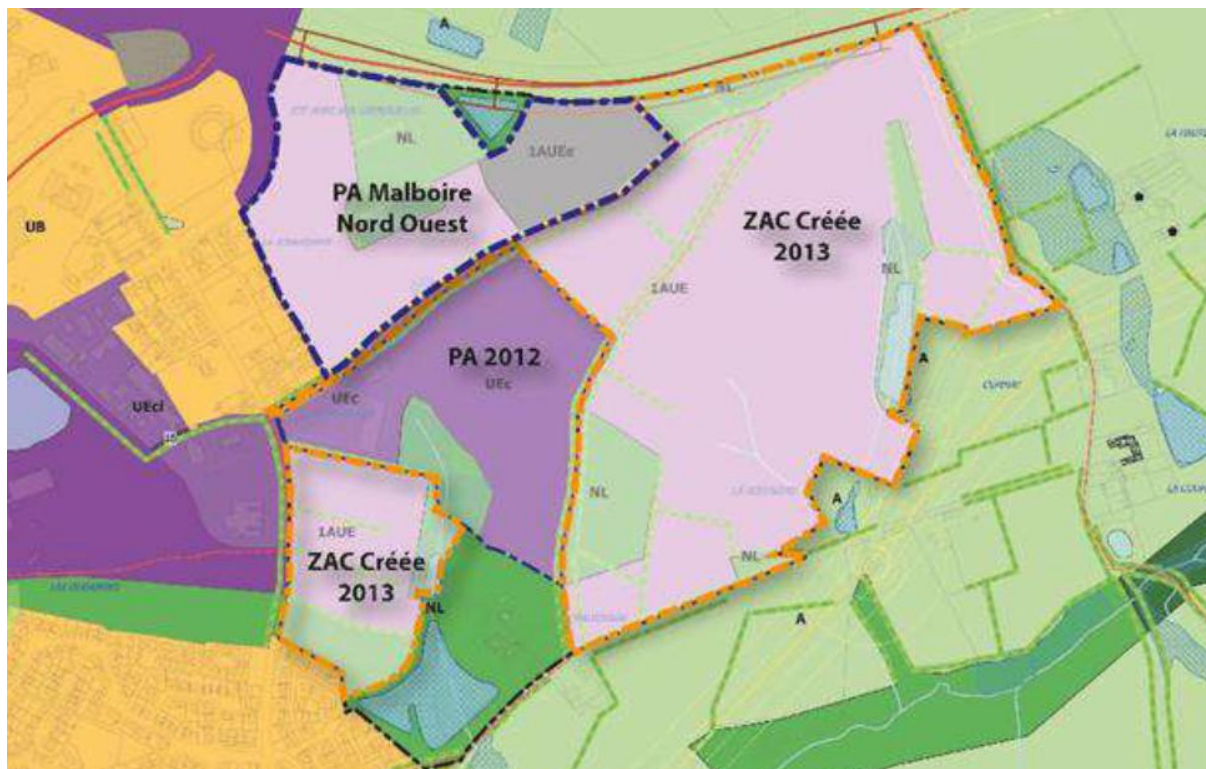 A
NL
NL
1AUEc
PA Malboire
Nord Ouest
ZAC Créée
2013
UB
NL
1AUE
PA 2012
UEc
UEc
A
UEcl
NL
A
1AUE
ZAC Créée
2013
NL
NL
A